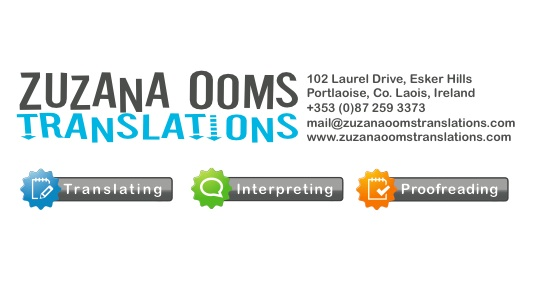 ZUZANA OOMS
TRANSLATIONS
102 Laurel Drive, Esker Hills
Portlaoise, Co. Laois, Ireland
+353 (0)87 259 3373
mail@zuzanaoomstranslations.com
www.zuzanaoomstranslations.com
Translating
Interpreting
Proofreading